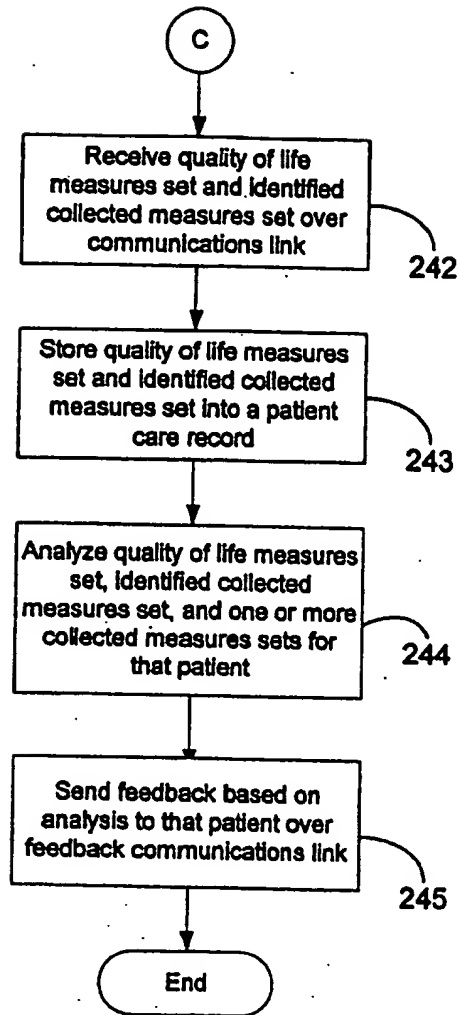 C
Receive quality of life
measures set and identified
collected measures set over
communications link
242
Store quality of life measures
set and identified collected
measures set into a patient
care record
243
Analyze quality of life measures
set, identified collected
measures set, and one or more
collected measures sets for
that patient
244
Send feedback based on
analysis to that patient over
feedback communications link
245
End